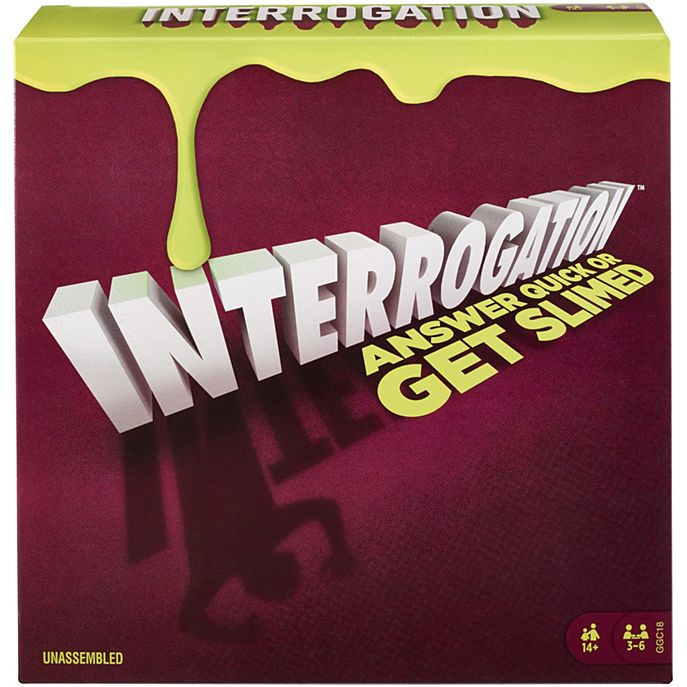 INTERROGATION
INTERROGATION™
ANSWER QUICK OR
GET SLIMED
UNASSEMBLED
14+
3-6
GGC18